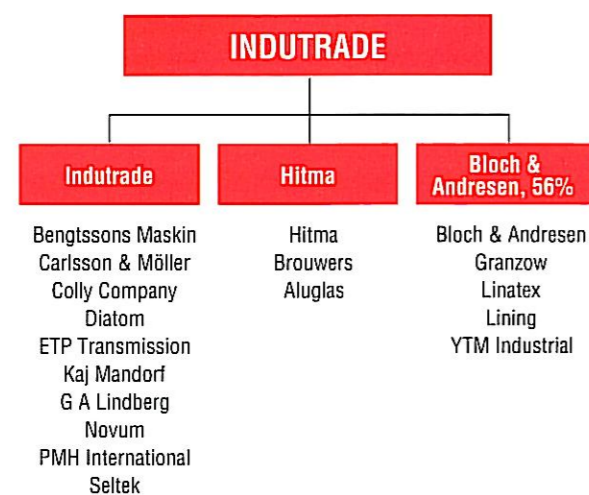 INDUTRADE
Indutrade
Bengtssons Maskin
Carlsson & Möller
Colly Company
Diatom
ETP Transmission
Kaj Mandorf
G A Lindberg
Novum
PMH International
Seltek
Hitma
Hitma
Brouwers
Aluglas
Bloch &
Andresen, 56%
Bloch & Andresen
Granzow
Linatex
Lining
YTM Industrial